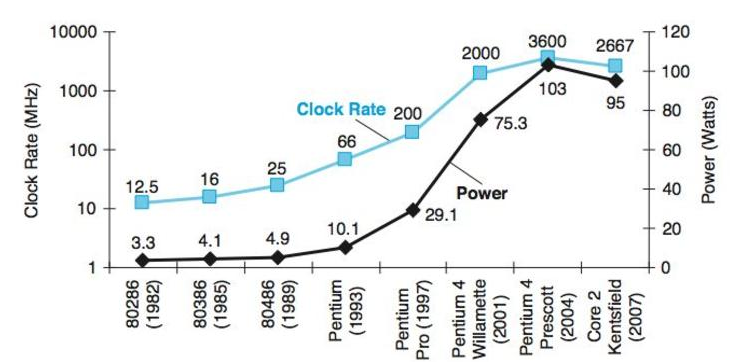 Clock Rate (MHz)
10000
1000
100
10
1
12.5
16
25
66
200
2000
3600
2667
Clock Rate
3.3
4.1
4.9
10.1
29.1
75.3
103
95
Power
120
100
80
60
40
20
0
Power (Watts)
80286
(1982)
80386
(1985)
80486
(1989)
Pentium
(1993)
Pentium
Pro (1997)
Pentium 4
Willamette
(2001)
Pentium 4
Prescott
(2004)
Core 2
Kentsfield
(2007)